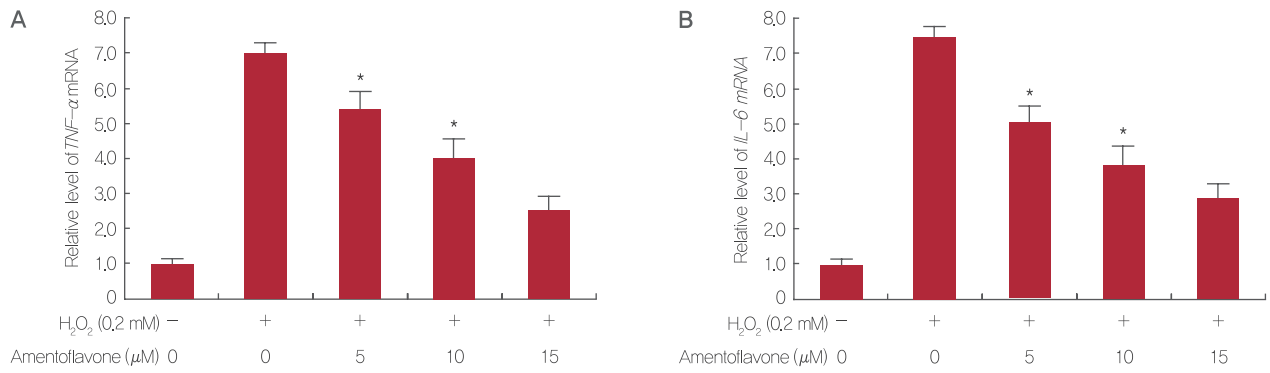 A
Relative level of TNF-α mRNA
8.0
7.0
6.0
5.0
4.0
3.0
2.0
1.0
0
*
*
H₂O₂ (0.2 mM) − + + + +
Amentoflavone (μM) 0 0 5 10 15
B
Relative level of IL-6 mRNA
8.0
7.0
6.0
5.0
4.0
3.0
2.0
1.0
0
*
*
H₂O₂ (0.2 mM) − + + + +
Amentoflavone (μM) 0 0 5 10 15